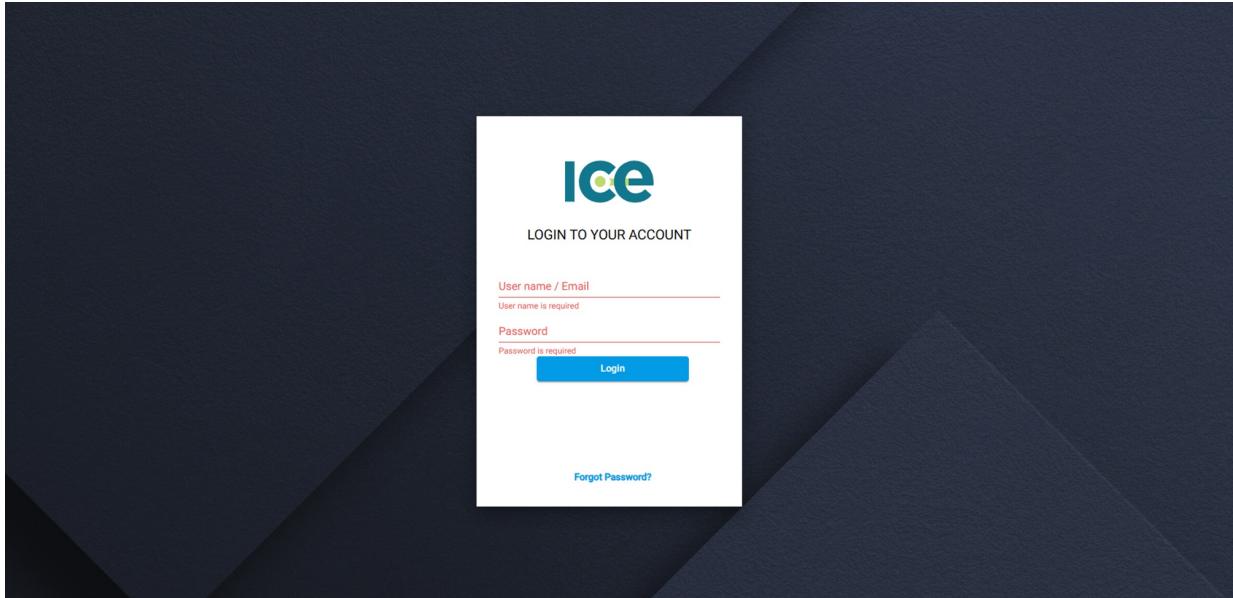 ICe
LOGIN TO YOUR ACCOUNT
User name / Email
User name is required
Password
Password is required
Login
Forgot Password?